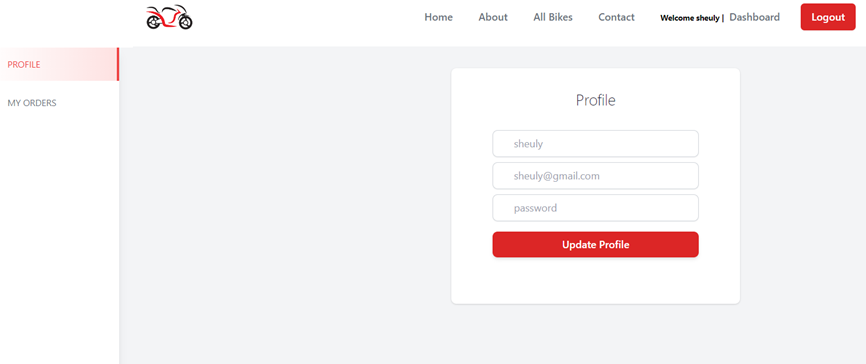 Home About All Bikes Contact Welcome sheuly | Dashboard Logout
PROFILE
MY ORDERS
Profile
sheuly
sheuly@gmail.com
password
Update Profile